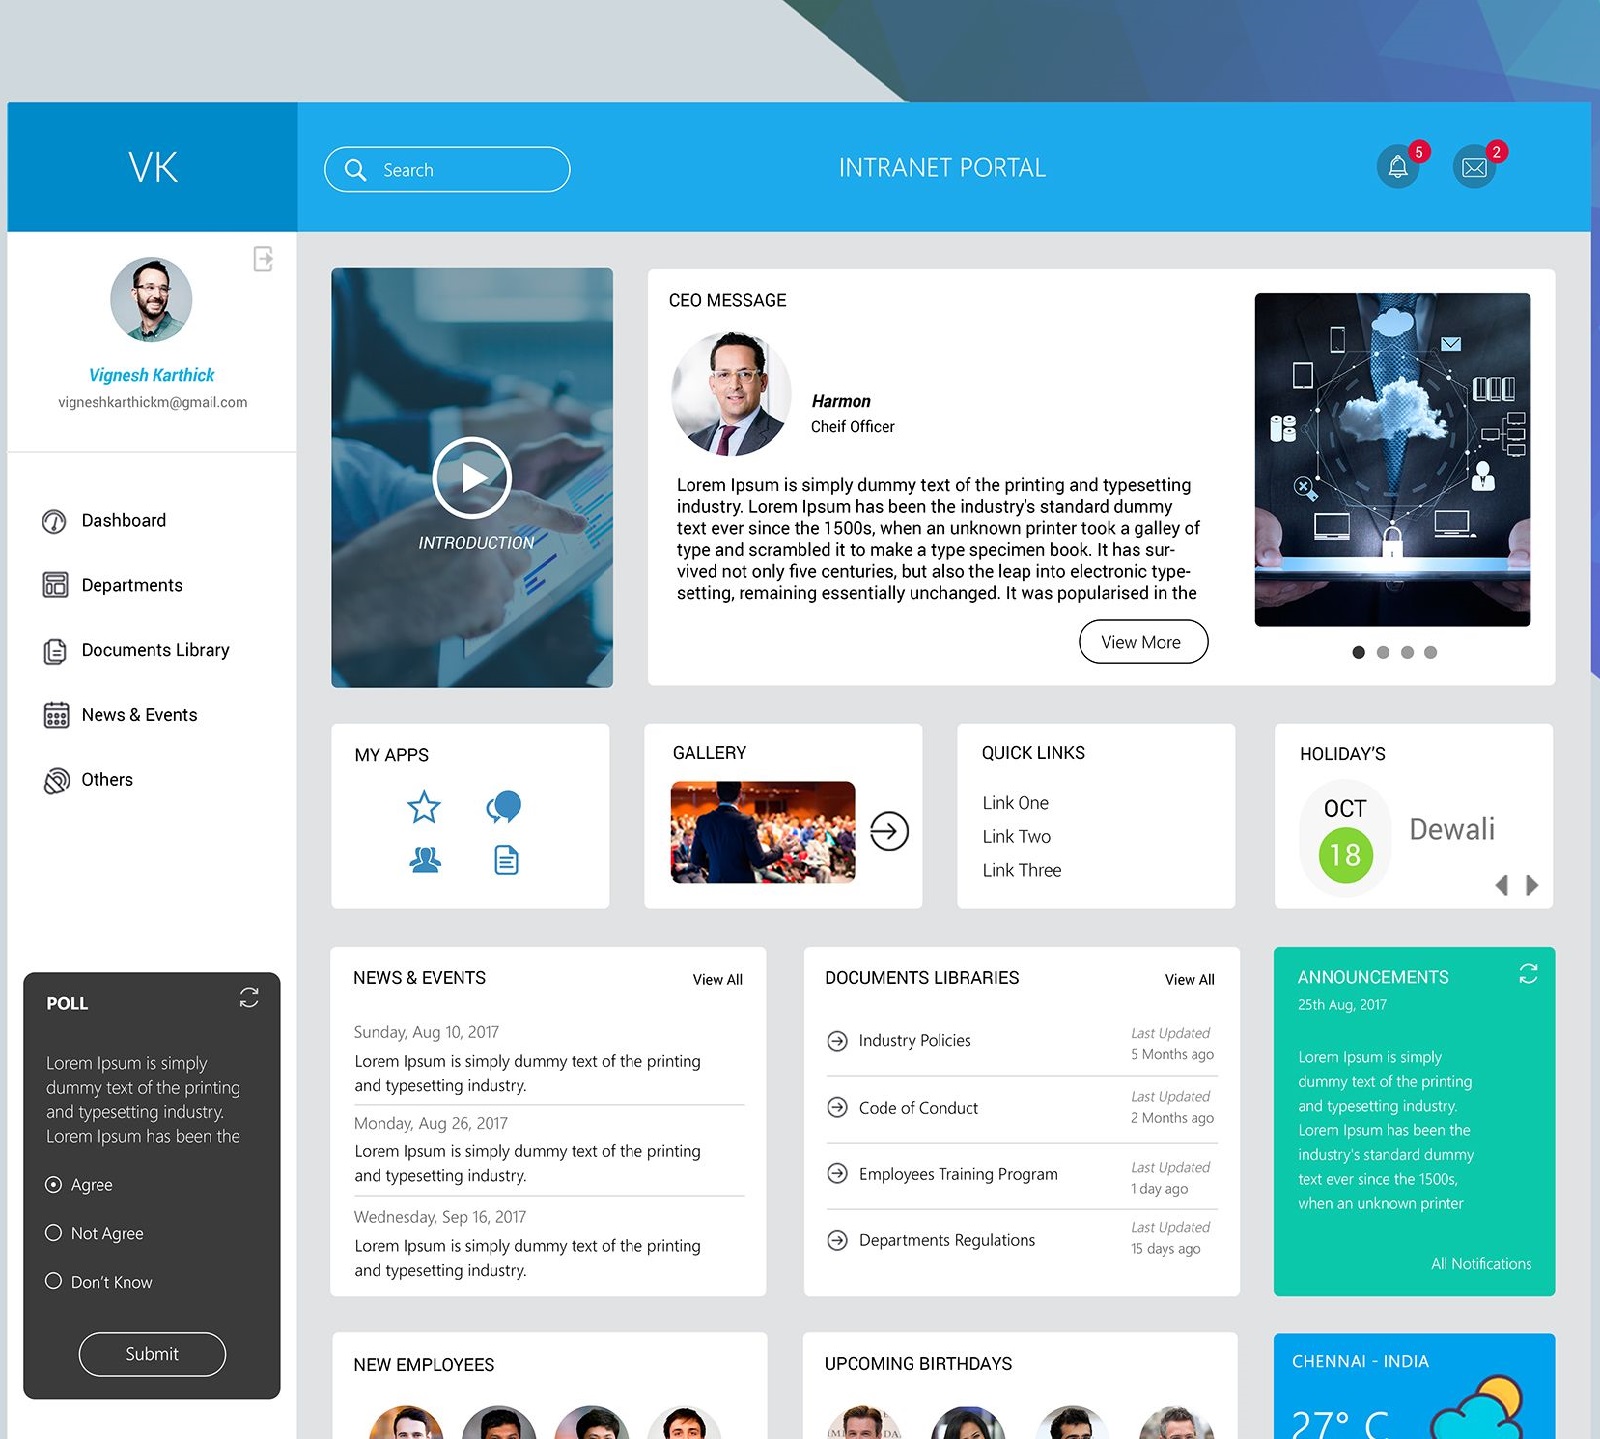 VK
Search
INTRANET PORTAL
5
2
Vignesh Karthick
vigneshkarthickm@gmail.com
Dashboard
Departments
Documents Library
News & Events
Others
POLL
Lorem Ipsum is simply
dummy text of the printing
and typesetting industry.
Lorem Ipsum has been the
Agree
Not Agree
Don't Know
Submit
INTRODUCTION
CEO MESSAGE
Harmon
Cheif Officer
Lorem Ipsum is simply dummy text of the printing and typesetting
industry. Lorem Ipsum has been the industry's standard dummy
text ever since the 1500s, when an unknown printer took a galley of
type and scrambled it to make a type specimen book. It has sur-
vived not only five centuries, but also the leap into electronic type-
setting, remaining essentially unchanged. It was popularised in the
View More
MY APPS
GALLERY
QUICK LINKS
Link One
Link Two
Link Three
HOLIDAY'S
OCT
18
Dewali
NEWS & EVENTS
View All
Sunday, Aug 10, 2017
Lorem Ipsum is simply dummy text of the printing
and typesetting industry.
Monday, Aug 26, 2017
Lorem Ipsum is simply dummy text of the printing
and typesetting industry.
Wednesday, Sep 16, 2017
Lorem Ipsum is simply dummy text of the printing
and typesetting industry.
DOCUMENTS LIBRARIES
View All
Industry Policies
Last Updated
5 Months ago
Code of Conduct
Last Updated
2 Months ago
Employees Training Program
Last Updated
1 day ago
Departments Regulations
Last Updated
15 days ago
ANNOUNCEMENTS
25th Aug, 2017
Lorem Ipsum is simply
dummy text of the printing
and typesetting industry.
Lorem Ipsum has been the
industry's standard dummy
text ever since the 1500s,
when an unknown printer
All Notifications
NEW EMPLOYEES
UPCOMING BIRTHDAYS
CHENNAI - INDIA
27° C